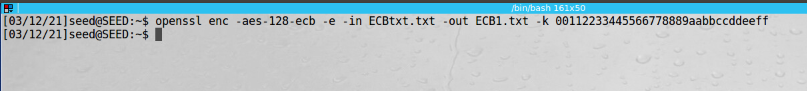 /bin/bash 161x50
[03/12/21]seed@SEED:~$ openssl enc -aes-128-ecb -e -in ECBtxt.txt -out ECB1.txt -k 00112233445566778889aabbccddeeff
[03/12/21]seed@SEED:~$